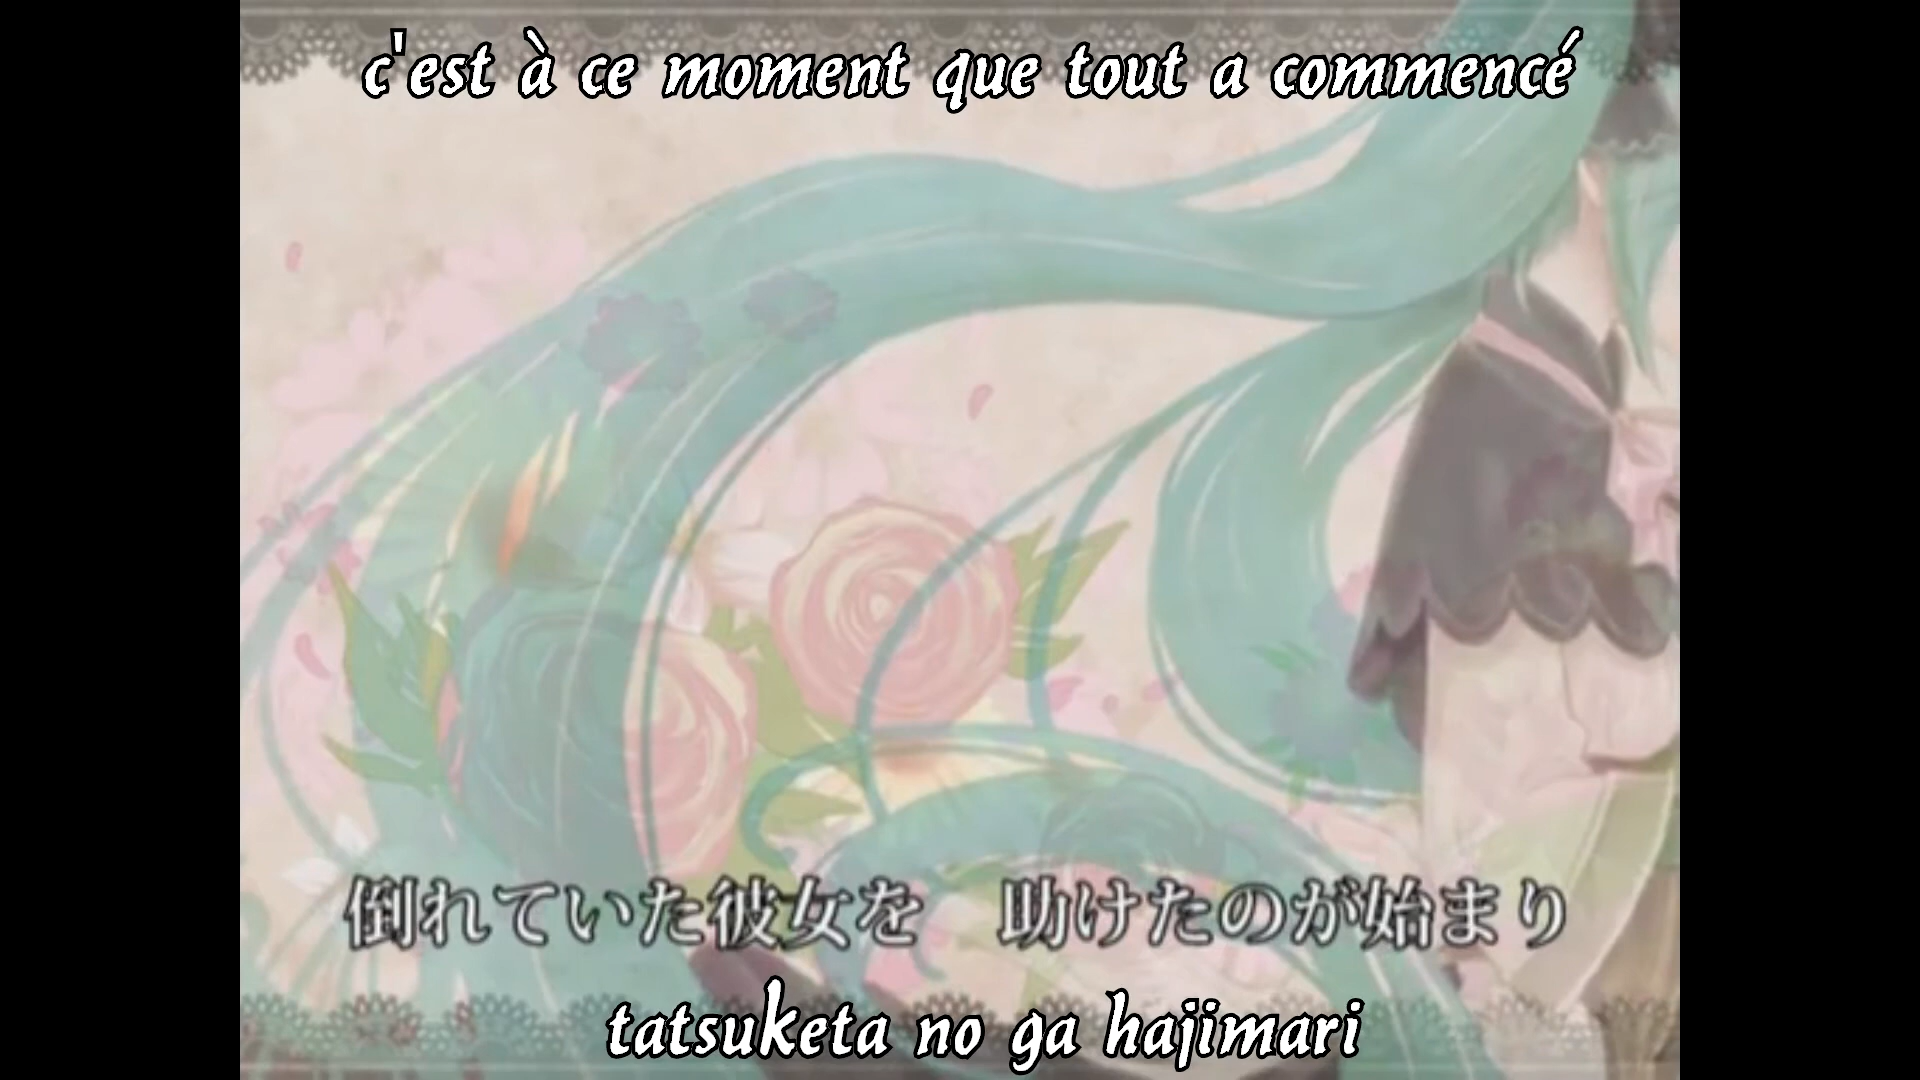 c'est à ce moment que tout a commencé
倒れていた彼女を　助けたのが始まり
tatsuketa no ga hajimari